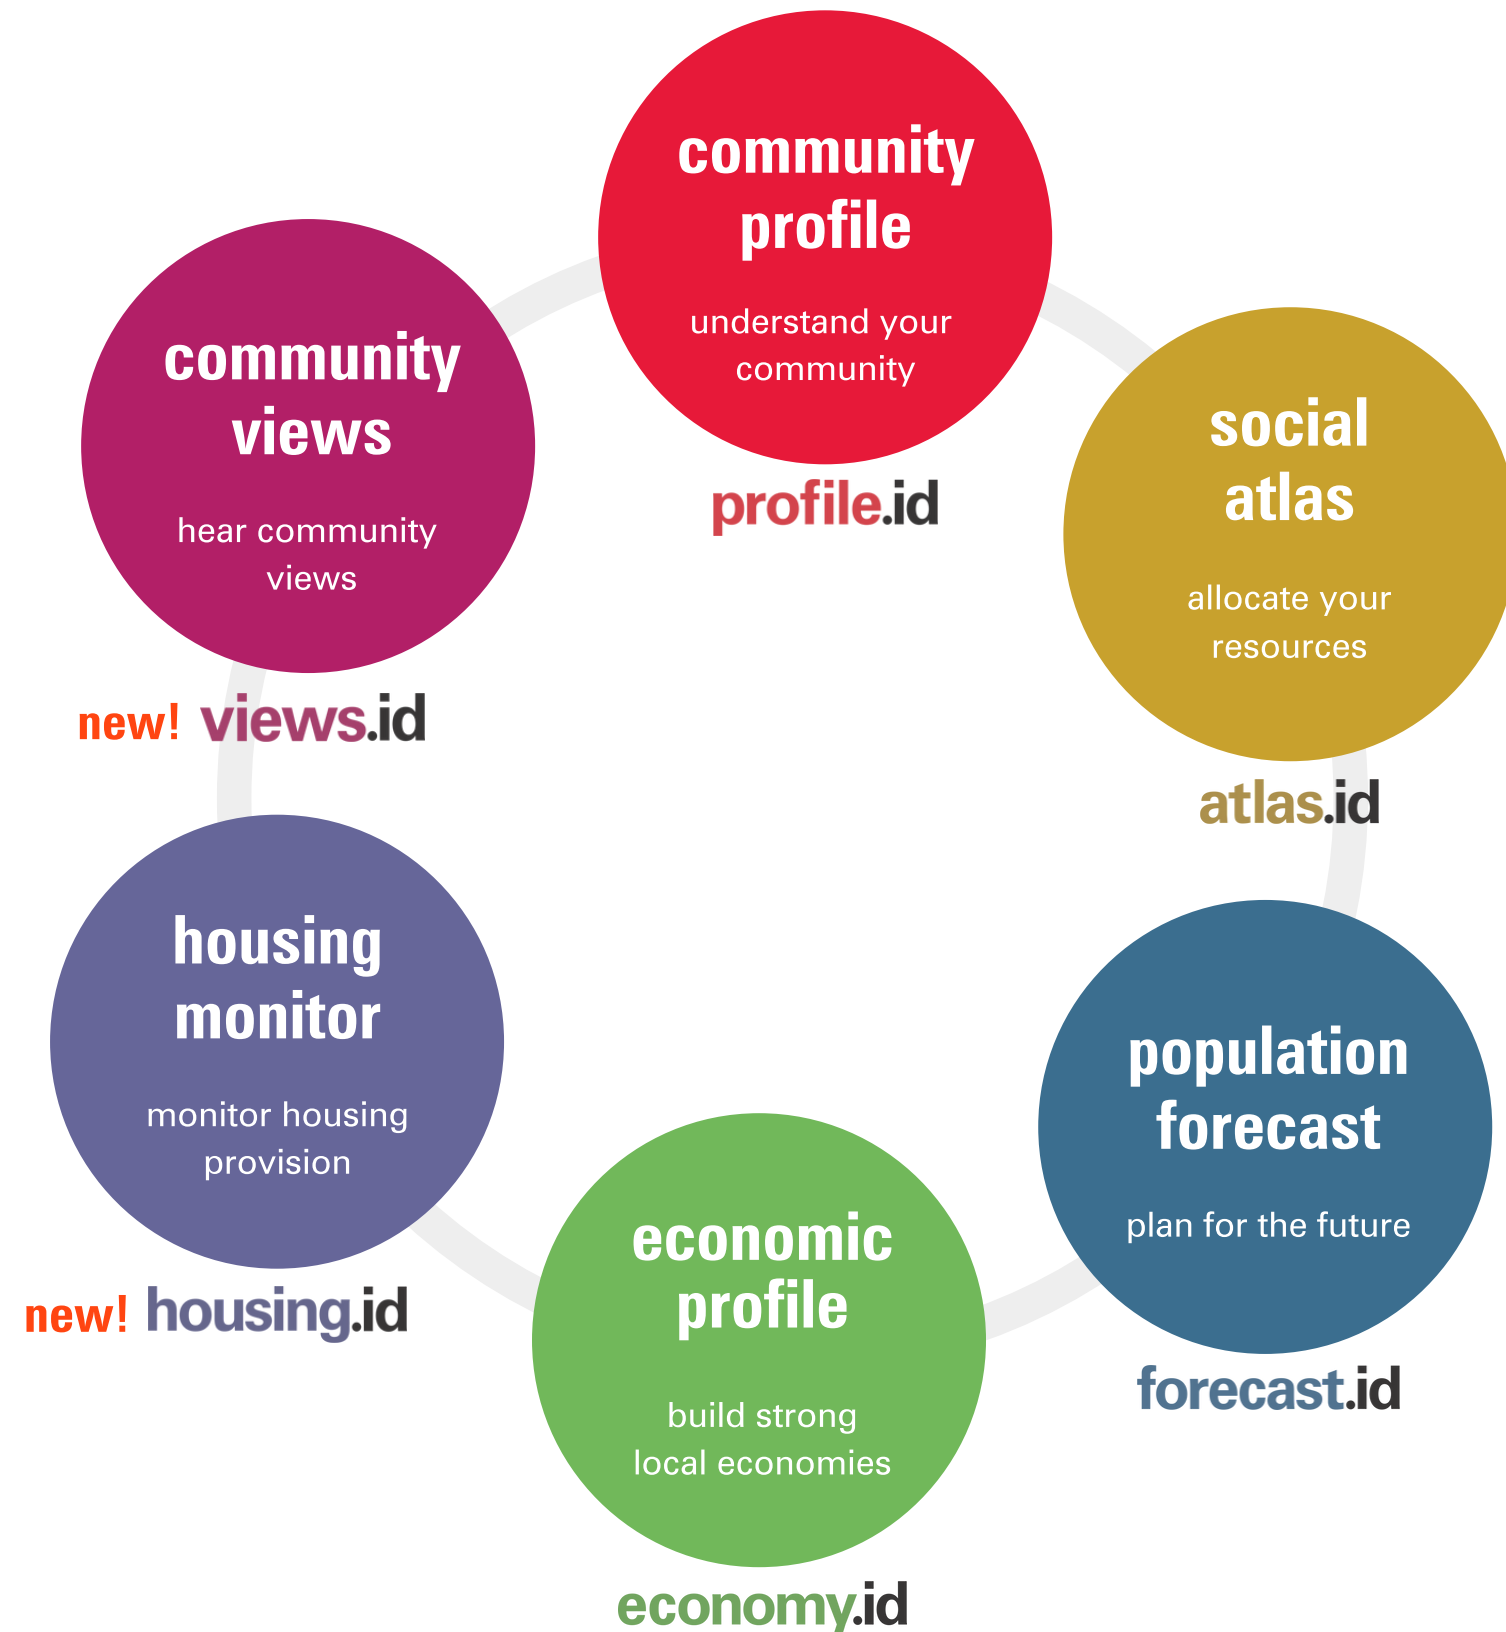 community
profile
understand your
community
profile.id
social
atlas
allocate your
resources
atlas.id
population
forecast
plan for the future
forecast.id
economic
profile
build strong
local economies
economy.id
housing
monitor
monitor housing
provision
new! housing.id
community
views
hear community
views
new! views.id